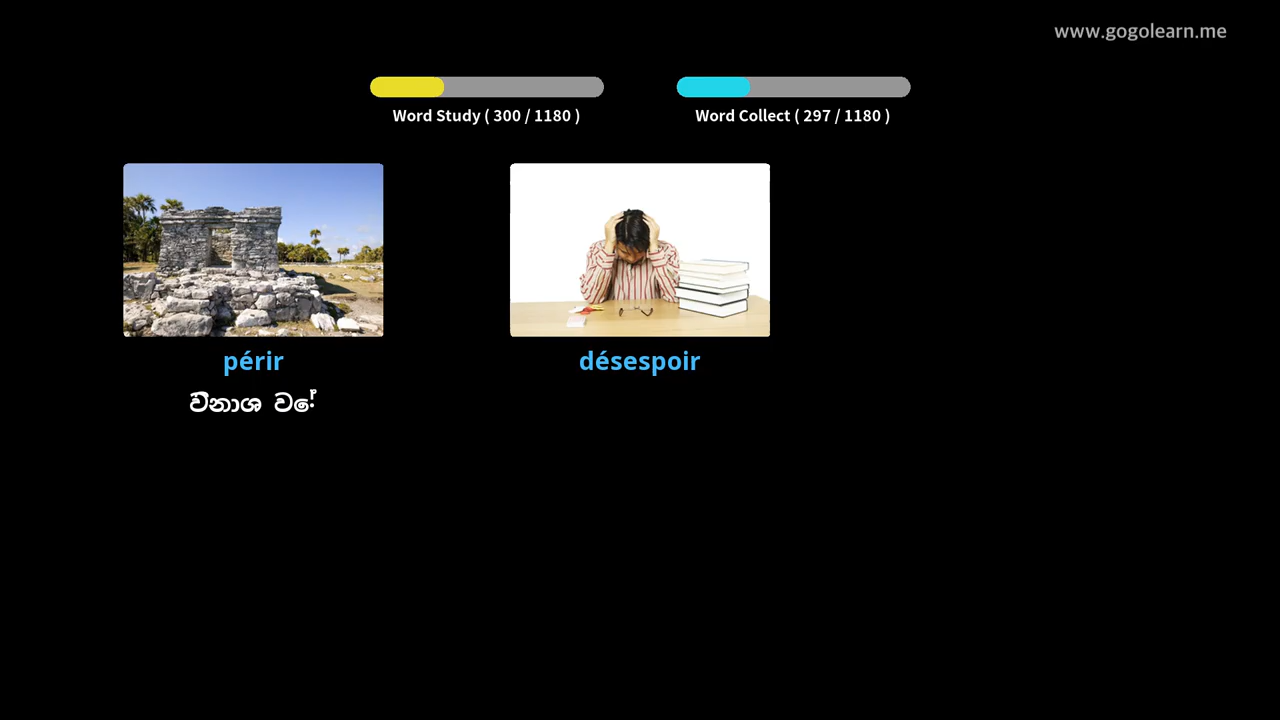 www.gogolearn.me
Word Study ( 300 / 1180 )
Word Collect ( 297 / 1180 )
périr
désespoir
විනාශ වේ!